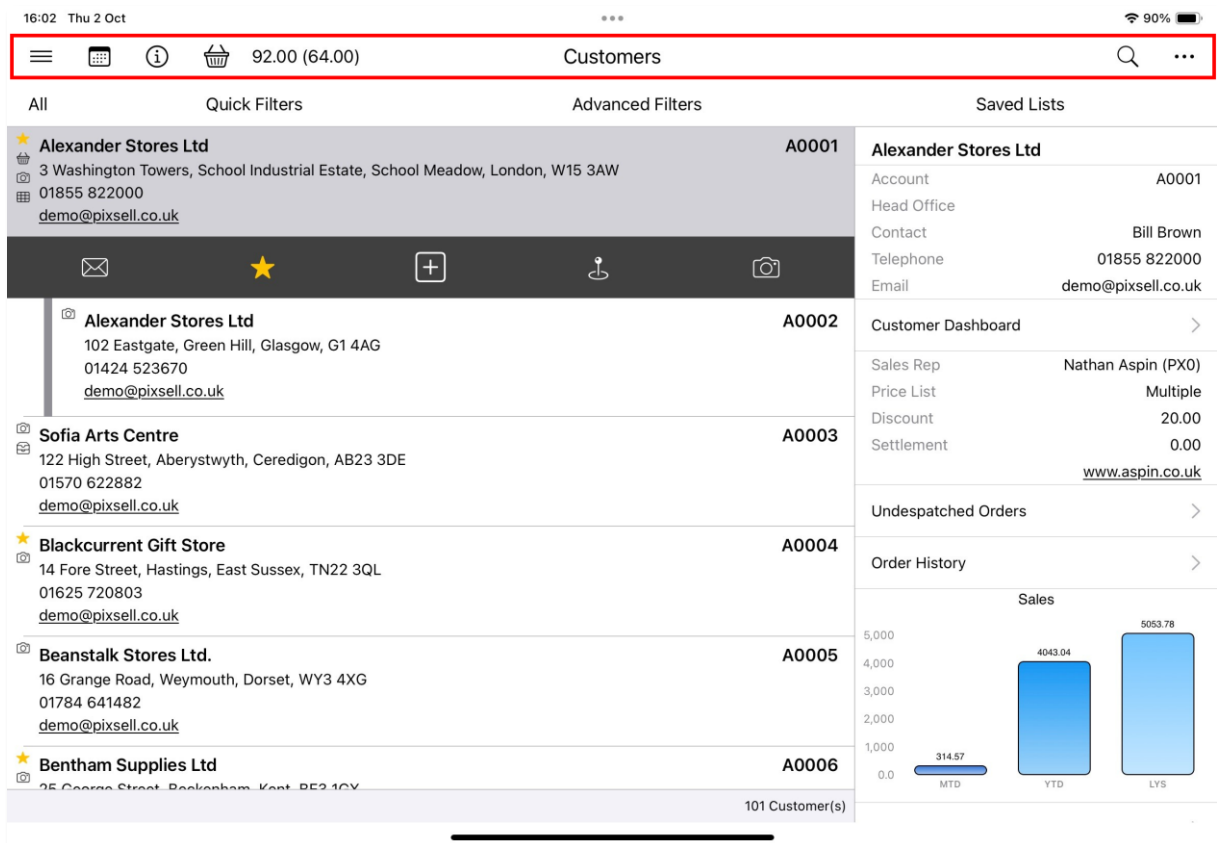 16:02 Thu 2 Oct
90%
92.00 (64.00)
Customers
All
Quick Filters
Advanced Filters
Saved Lists
Alexander Stores Ltd A0001
3 Washington Towers, School Industrial Estate, School Meadow, London, W15 3AW
01855 822000
demo@pixsell.co.uk
Alexander Stores Ltd A0002
102 Eastgate, Green Hill, Glasgow, G1 4AG
01424 523670
demo@pixsell.co.uk
Sofia Arts Centre A0003
122 High Street, Aberystwyth, Ceredigon, AB23 3DE
01570 622882
demo@pixsell.co.uk
Blackcurrent Gift Store A0004
14 Fore Street, Hastings, East Sussex, TN22 3QL
01625 720803
demo@pixsell.co.uk
Beanstalk Stores Ltd. A0005
16 Grange Road, Weymouth, Dorset, WY3 4XG
01784 641482
demo@pixsell.co.uk
Bentham Supplies Ltd A0006
25 George Street, Beckenham, Kent, BE3 1GY
101 Customer(s)
Alexander Stores Ltd
Account A0001
Head Office
Contact Bill Brown
Telephone 01855 822000
Email demo@pixsell.co.uk
Customer Dashboard
Sales Rep Nathan Aspin (PX0)
Price List Multiple
Discount 20.00
Settlement 0.00
www.aspin.co.uk
Undespatched Orders
Order History
Sales
5,000
4,000
3,000
2,000
1,000
0.0
314.57
4043.04
5053.78
MTD
YTD
LYS